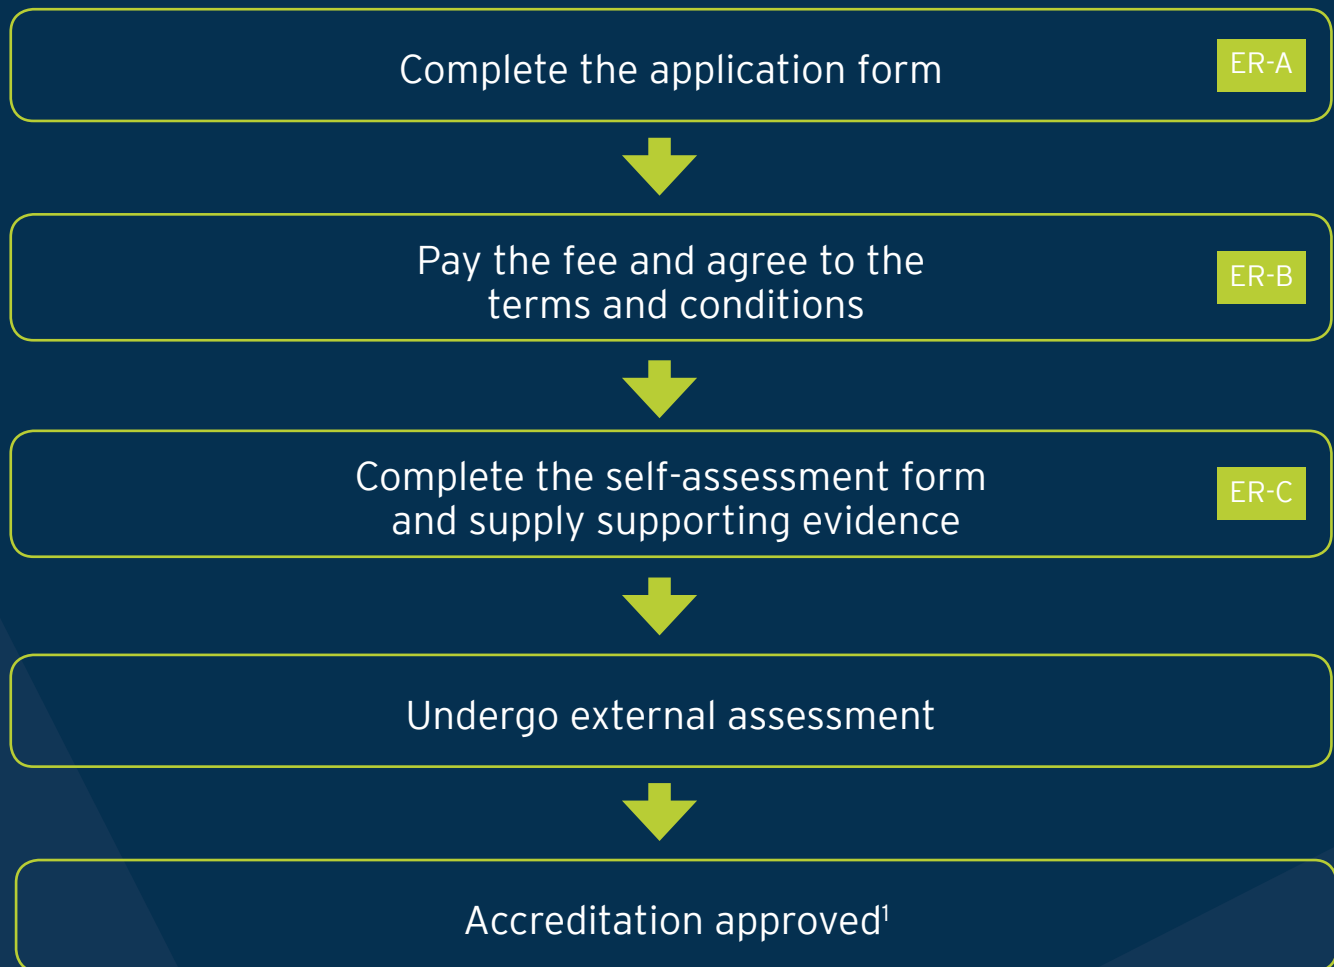 Complete the application form
ER-A
Pay the fee and agree to the
terms and conditions
ER-B
Complete the self-assessment form
and supply supporting evidence
ER-C
Undergo external assessment
Accreditation approved¹